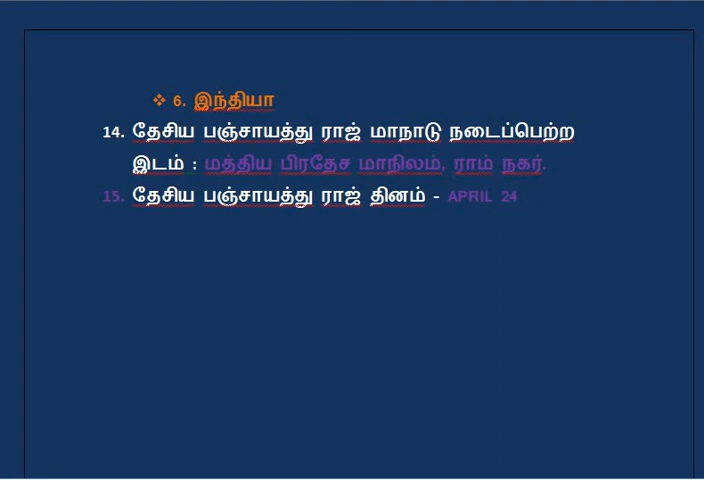 ❖ 6. இந்தியா
14. தேசிய பஞ்சாயத்து ராஜ் மாநாடு நடைப்பெற்ற
இடம் : மத்திய பிரதேச மாநிலம், ராம் நகர்.
15. தேசிய பஞ்சாயத்து ராஜ் தினம் - APRIL 24